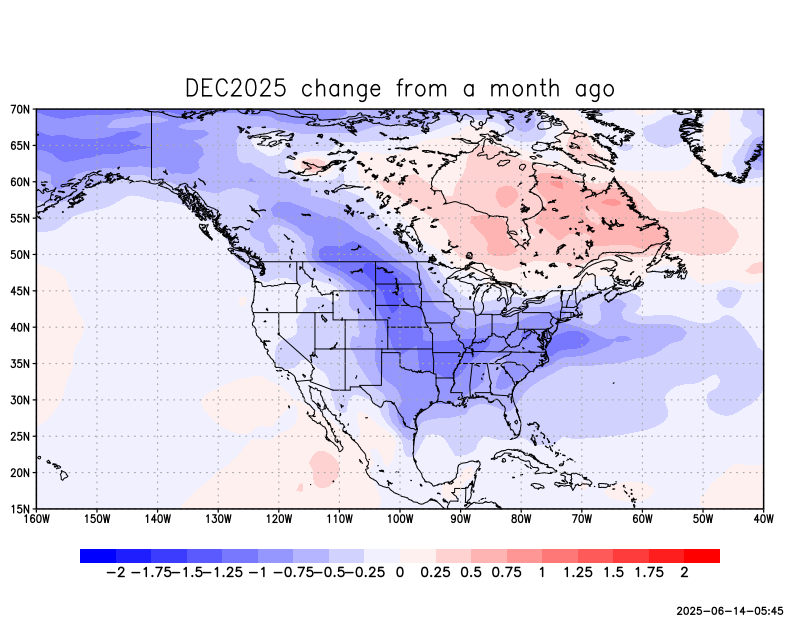 DEC2025 change from a month ago
70N
65N
60N
55N
50N
45N
40N
35N
30N
25N
20N
15N
160W 150W 140W 130W 120W 110W 100W 90W 80W 70W 60W 50W 40W
−2 −1.75 −1.5 −1.25 −1 −0.75 −0.5 −0.25 0 0.25 0.5 0.75 1 1.25 1.5 1.75 2
2025-06-14-05:45